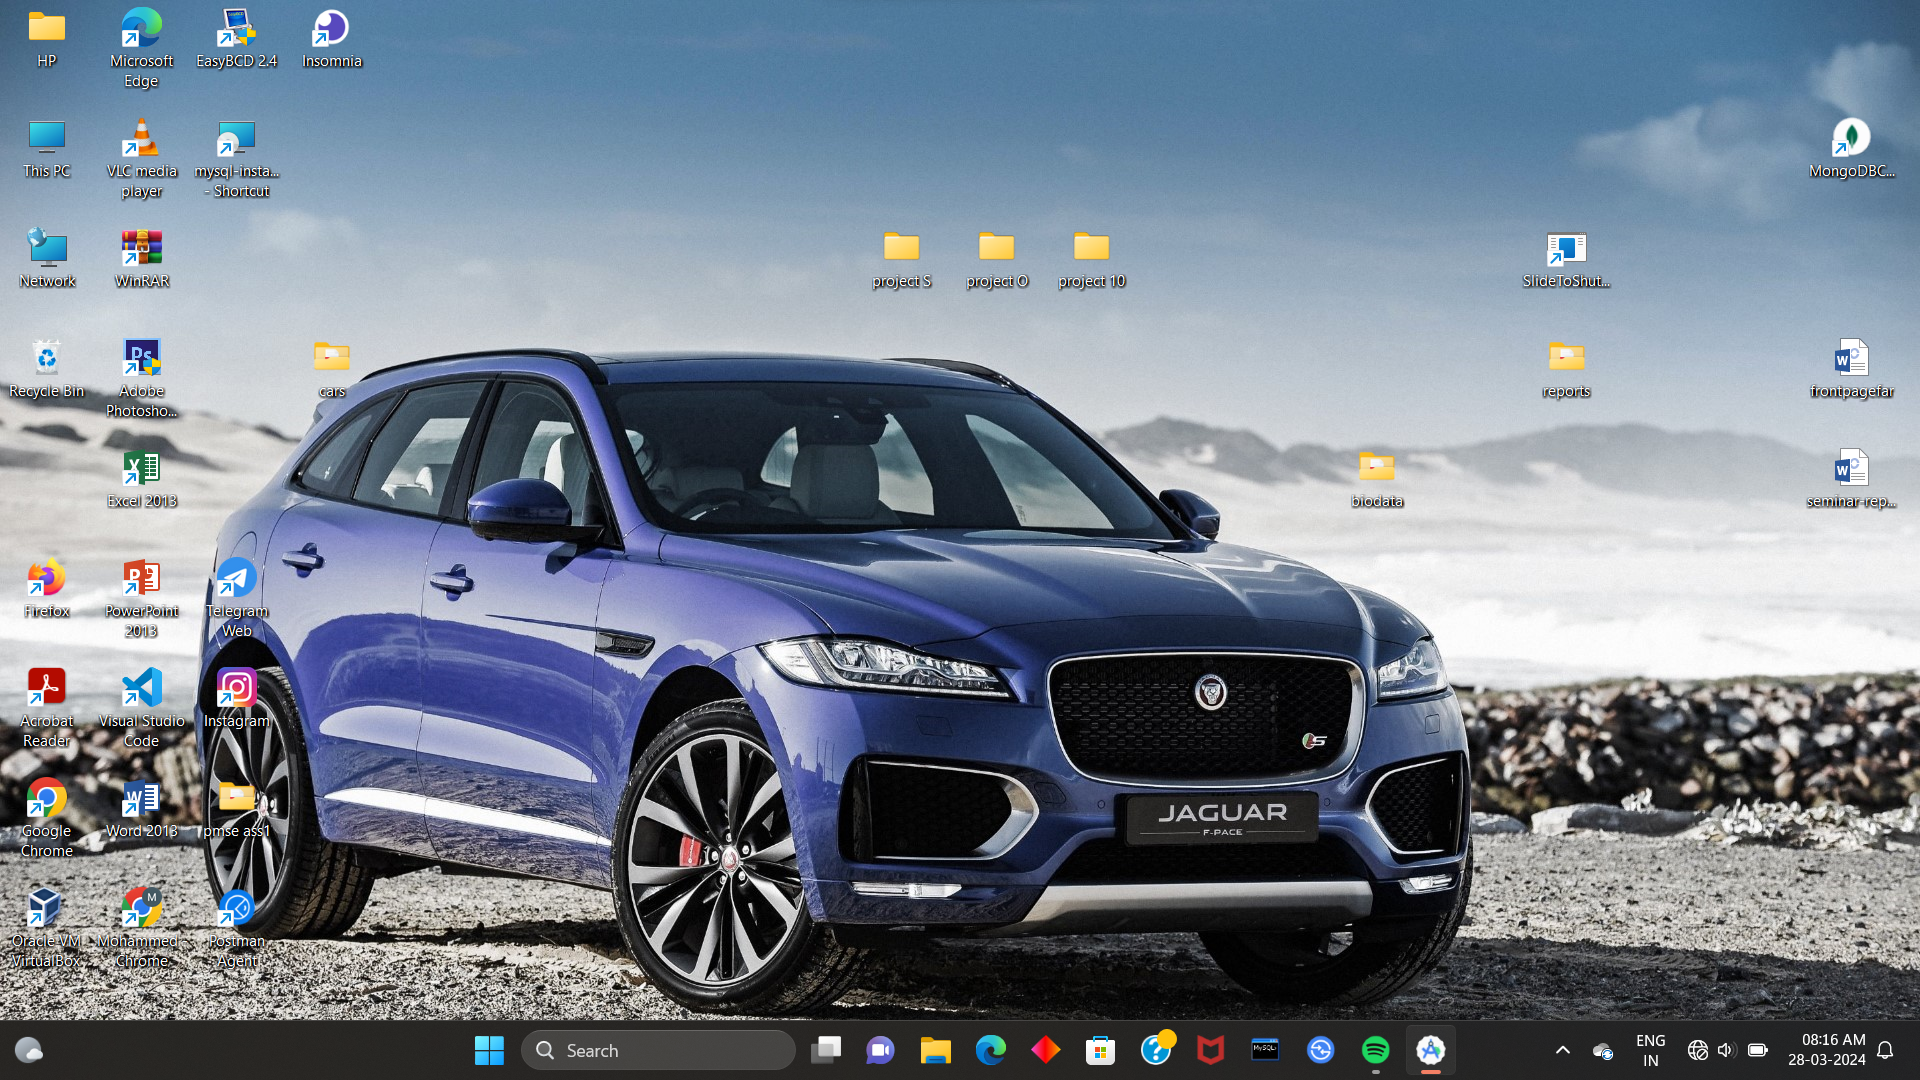 HP
Microsoft
Edge
EasyBCD 2.4
Insomnia
This PC
VLC media
player
mysql-insta...
- Shortcut
MongoDBC...
Network
WinRAR
project S
project O
project 10
SlideToShut...
Recycle Bin
Adobe
Photosho...
cars
reports
frontpagefar
Excel 2013
biodata
seminar-rep...
Firefox
PowerPoint
2013
Telegram
Web
Acrobat
Reader
Visual Studio
Code
Instagram
Google
Chrome
Word 2013
pmse ass1
JAGUAR
F-PACE
Oracle VM
VirtualBox
Mohammed -
Chrome
Postman
Agent
Search
MySQL
ENG
IN
08:16 AM
28-03-2024